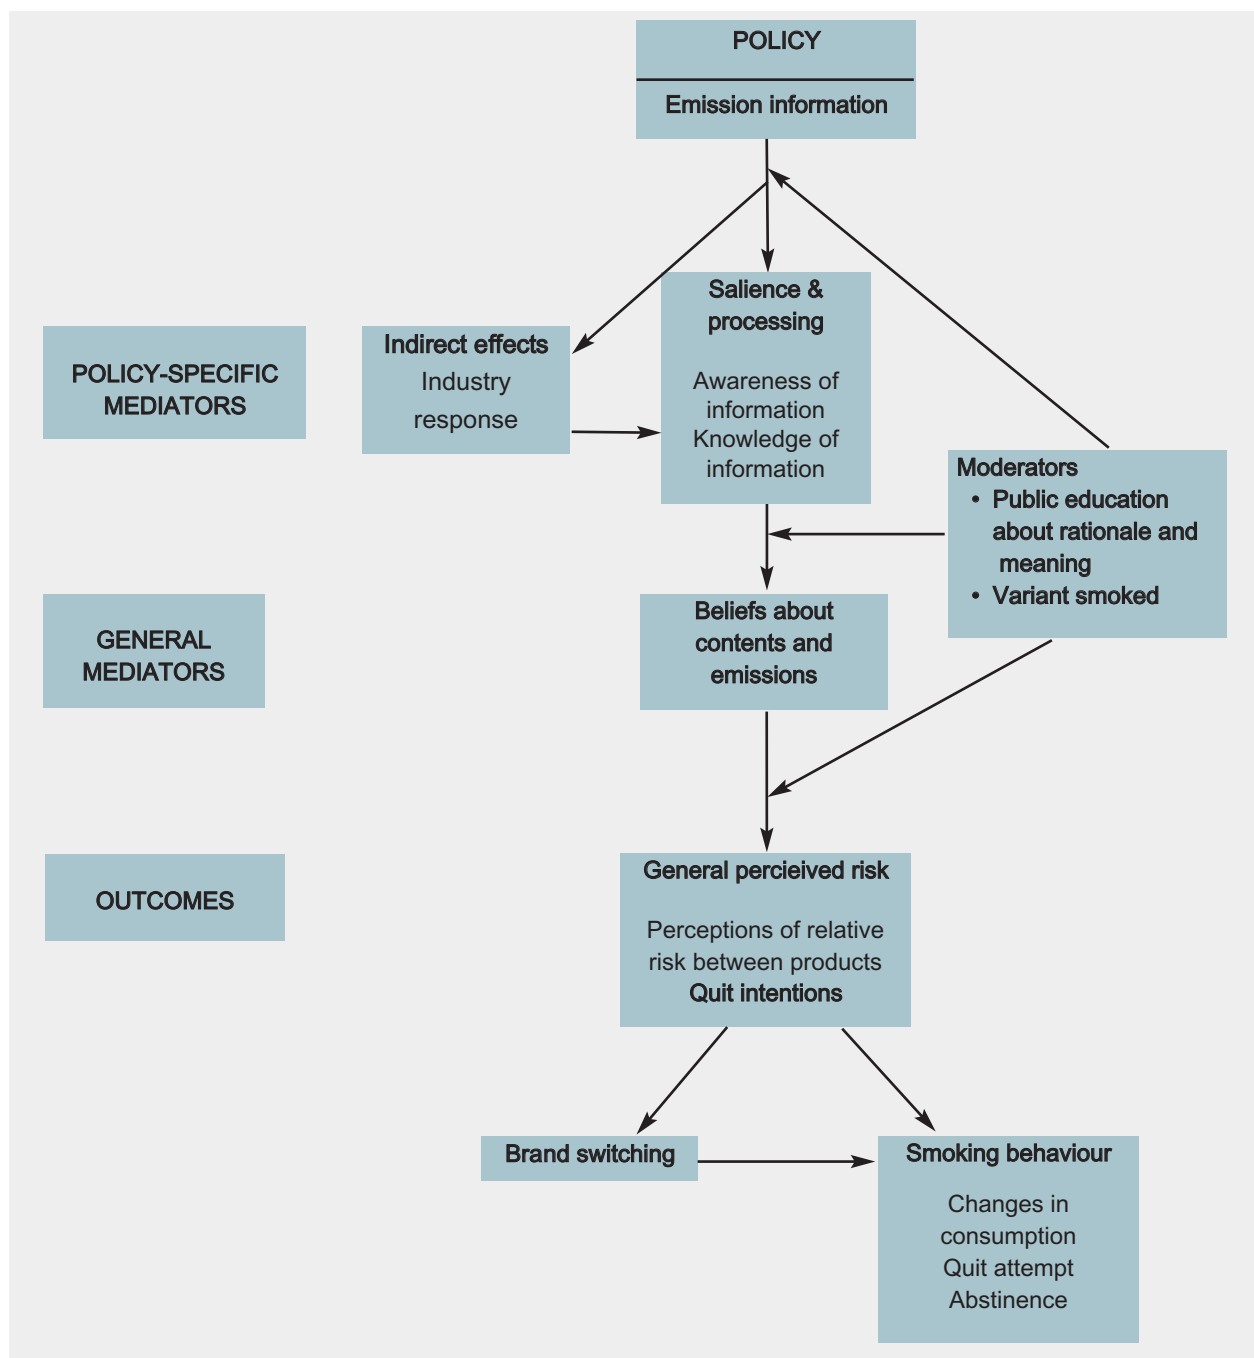 POLICY
Emission information
Salience &
processing
Awareness of
information
Knowledge of
information
Indirect effects
Industry
response
POLICY-SPECIFIC
MEDIATORS
Moderators
• Public education
about rationale and
meaning
• Variant smoked
Beliefs about
contents and
emissions
GENERAL
MEDIATORS
General percieived risk
Perceptions of relative
risk between products
Quit intentions
OUTCOMES
Brand switching
Smoking behaviour
Changes in
consumption
Quit attempt
Abstinence